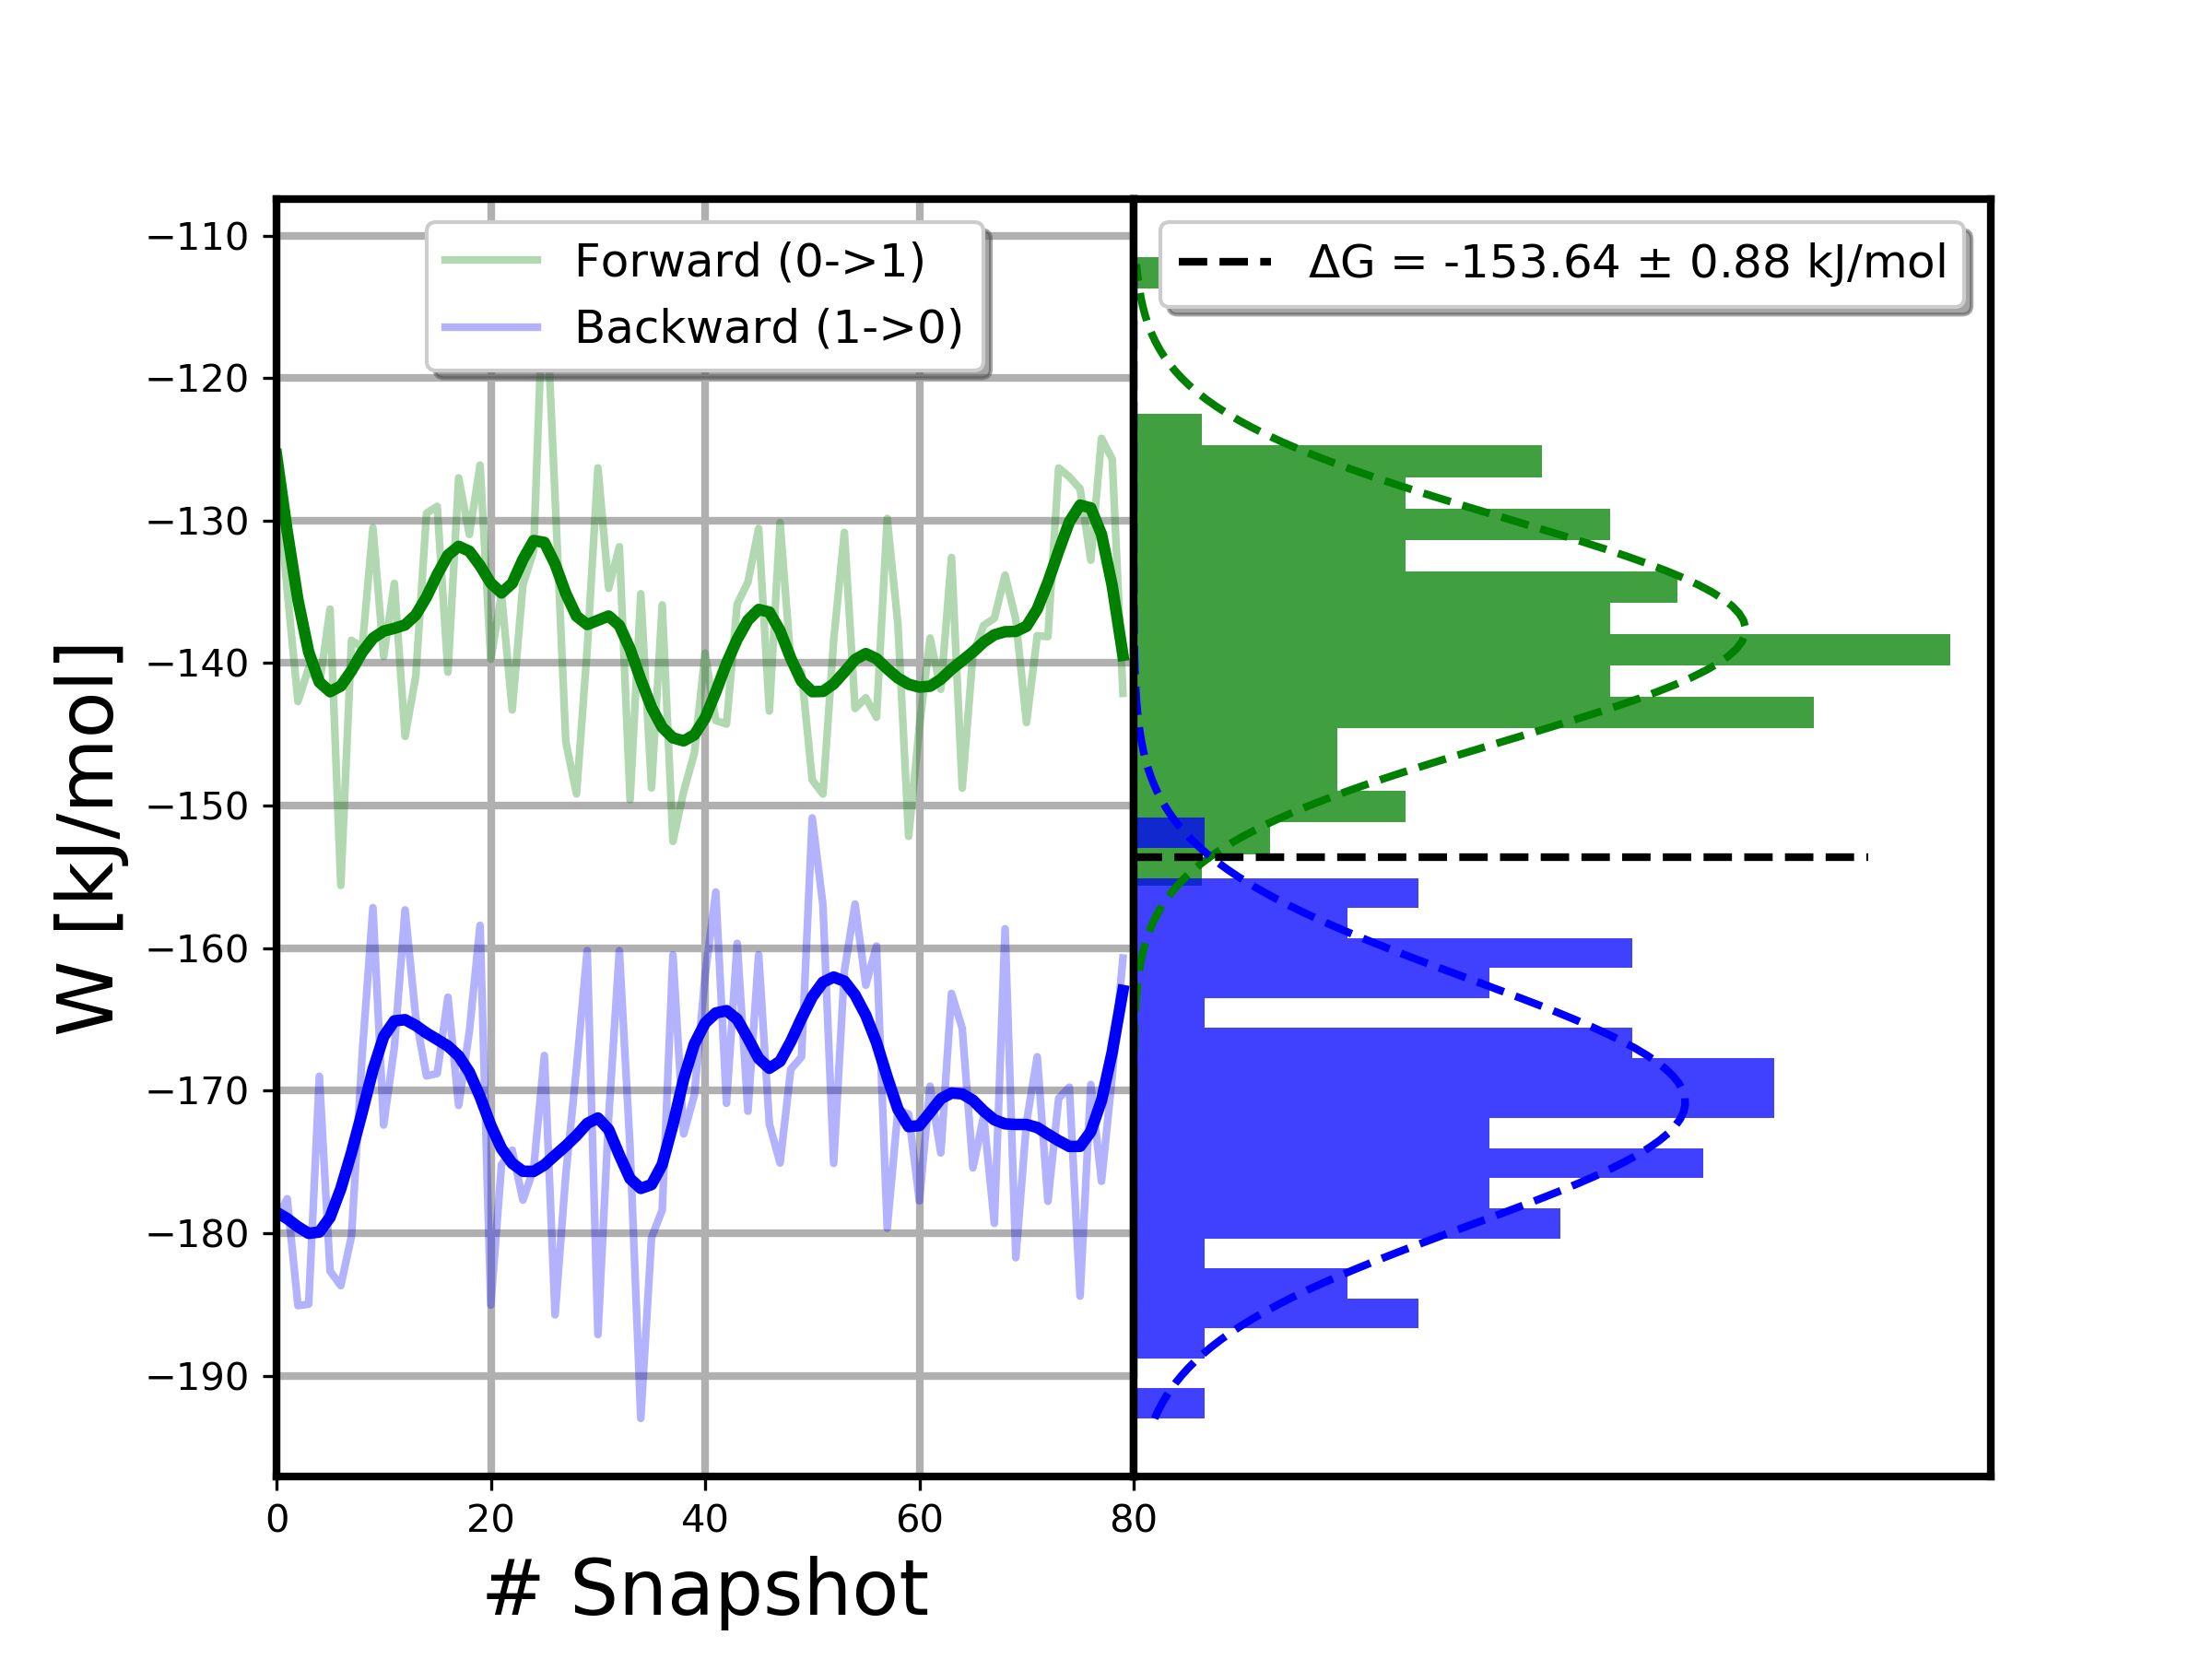 W [kJ/mol]
−110
−120
−130
−140
−150
−160
−170
−180
−190
Forward (0->1)
Backward (1->0)
ΔG = -153.64 ± 0.88 kJ/mol
0 20 40 60 80
# Snapshot